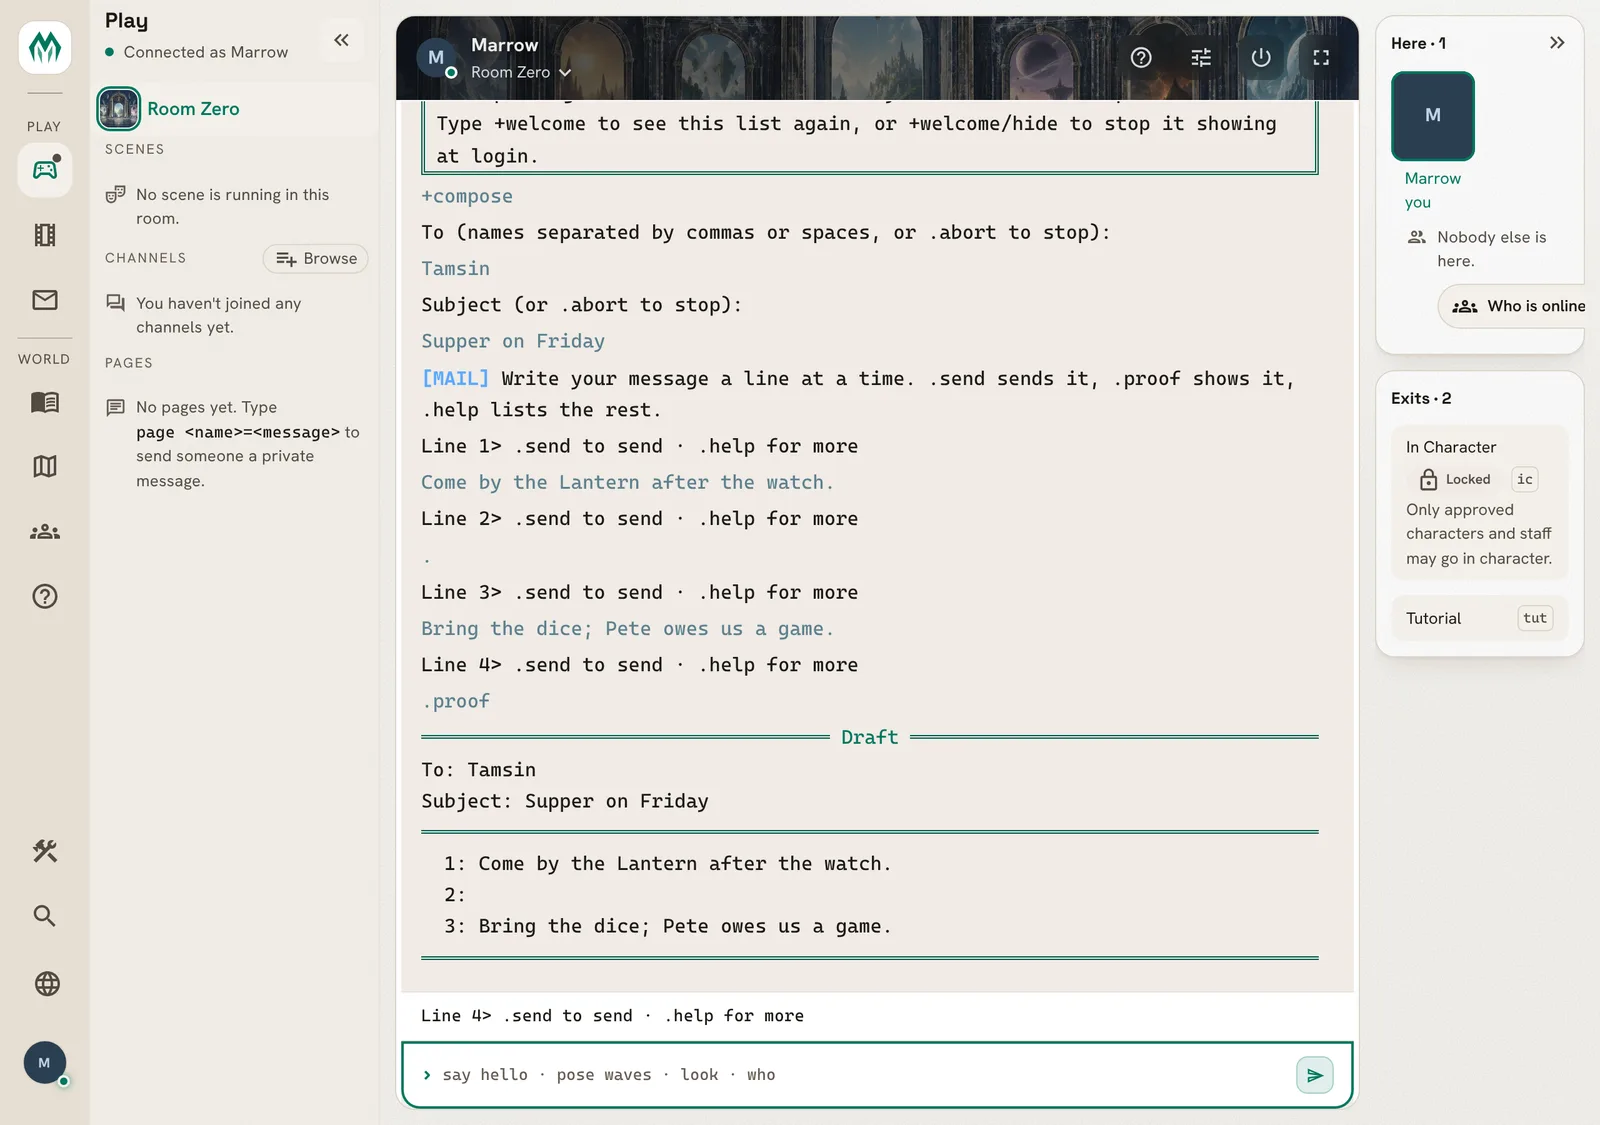 Play
Connected as Marrow
PLAY
WORLD
M
Room Zero
SCENES
No scene is running in this
room.
CHANNELS
Browse
You haven't joined any
channels yet.
PAGES
No pages yet. Type
page <name>=<message> to
send someone a private
message.
M
Marrow
Room Zero
Type +welcome to see this list again, or +welcome/hide to stop it showing
at login.
+compose
To (names separated by commas or spaces, or .abort to stop):
Tamsin
Subject (or .abort to stop):
Supper on Friday
[MAIL] Write your message a line at a time. .send sends it, .proof shows it,
.help lists the rest.
Line 1> .send to send · .help for more
Come by the Lantern after the watch.
Line 2> .send to send · .help for more
.
Line 3> .send to send · .help for more
Bring the dice; Pete owes us a game.
Line 4> .send to send · .help for more
.proof
Draft
To: Tamsin
Subject: Supper on Friday
1: Come by the Lantern after the watch.
2:
3: Bring the dice; Pete owes us a game.
Line 4> .send to send · .help for more
› say hello · pose waves · look · who
Here · 1
M
Marrow
you
Nobody else is
here.
Who is online
Exits · 2
In Character
Locked ic
Only approved
characters and staff
may go in character.
Tutorial tut